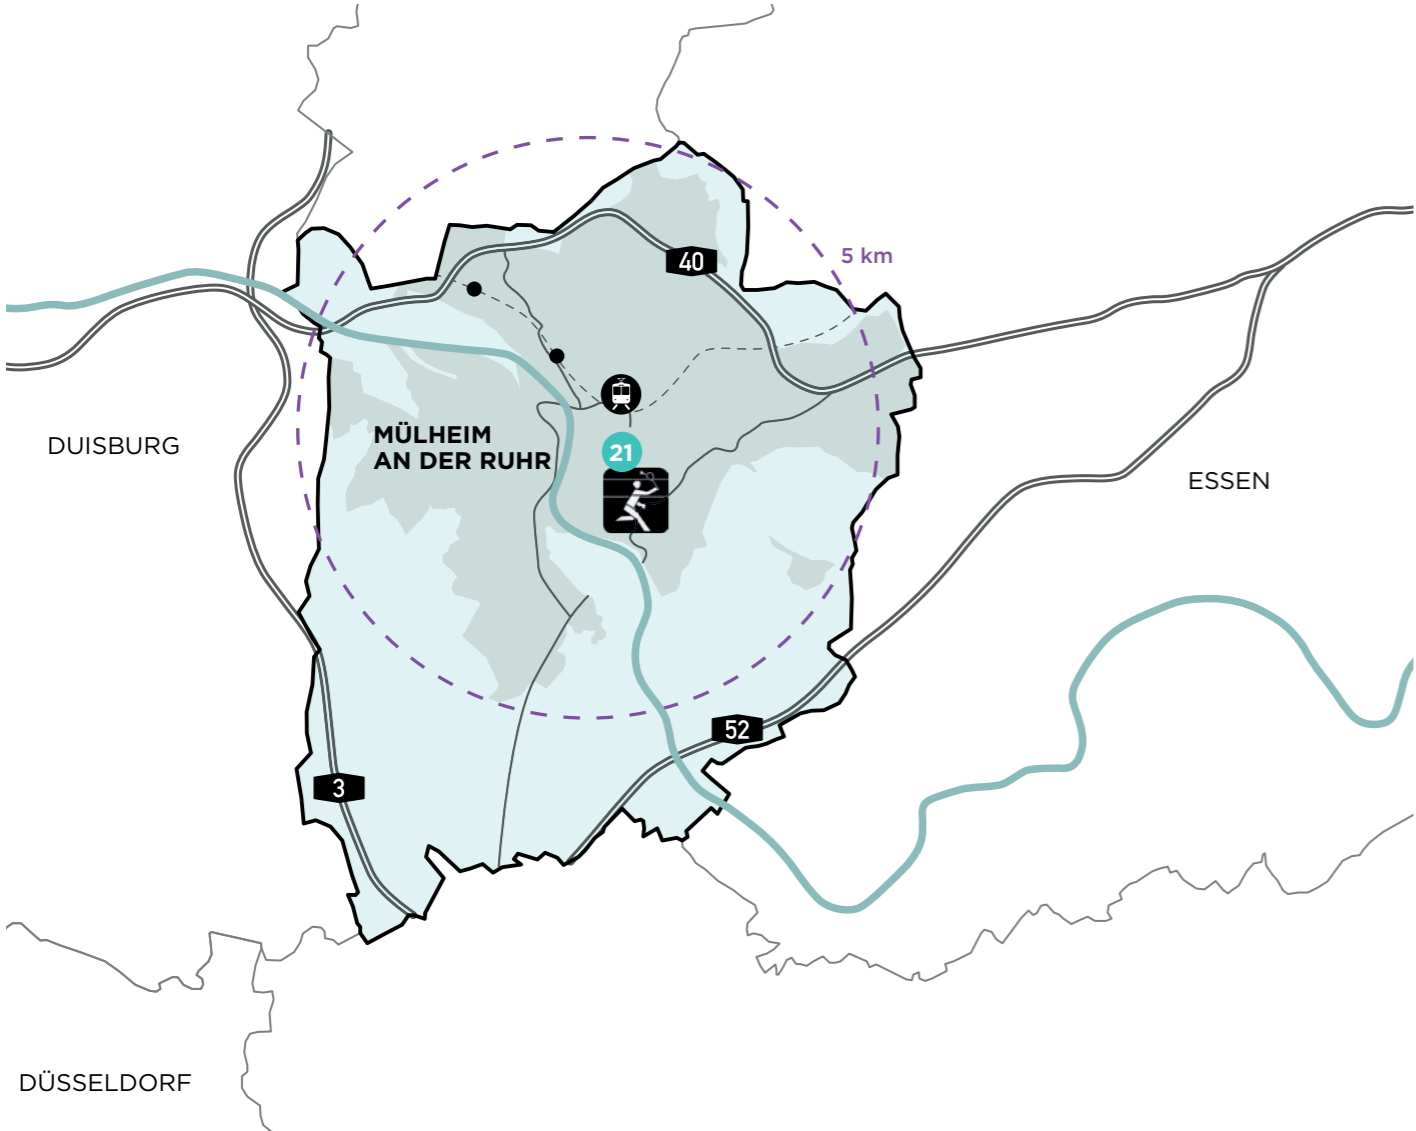 5 km
40
DUISBURG
MÜLHEIM
AN DER RUHR
21
ESSEN
52
3
DÜSSELDORF